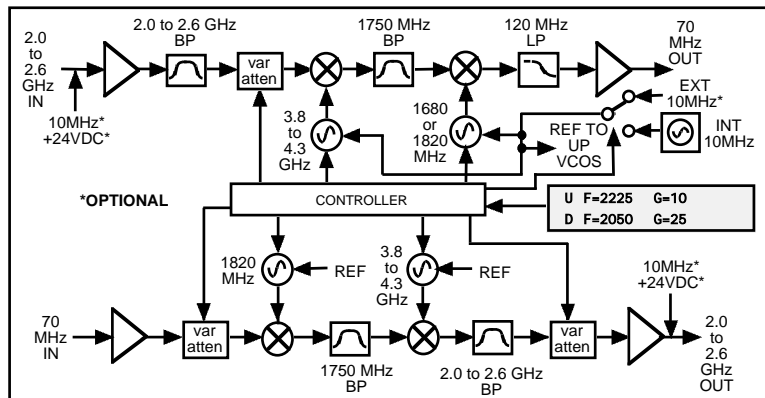 2.0 to 2.6 GHz
BP
1750 MHz
BP
120 MHz
LP
70
MHz
OUT
2.0
to
2.6
GHz
IN
var
atten
10MHz*
+24VDC*
3.8
to
4.3
GHz
1680
or
1820
MHz
REF TO
UP
VCOS
EXT
10MHz*
INT
10MHz
*OPTIONAL
CONTROLLER
U F=2225 G=10
D F=2050 G=25
1820
MHz
REF
3.8
to
4.3
GHz
REF
10MHz*
+24VDC*
70
MHz
IN
var
atten
1750 MHz
BP
2.0 to 2.6 GHz
BP
var
atten
2.0
to
2.6
GHz
OUT